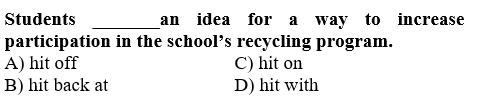 Students ________an idea for a way to increase
participation in the school’s recycling program.
A) hit off C) hit on
B) hit back at D) hit with